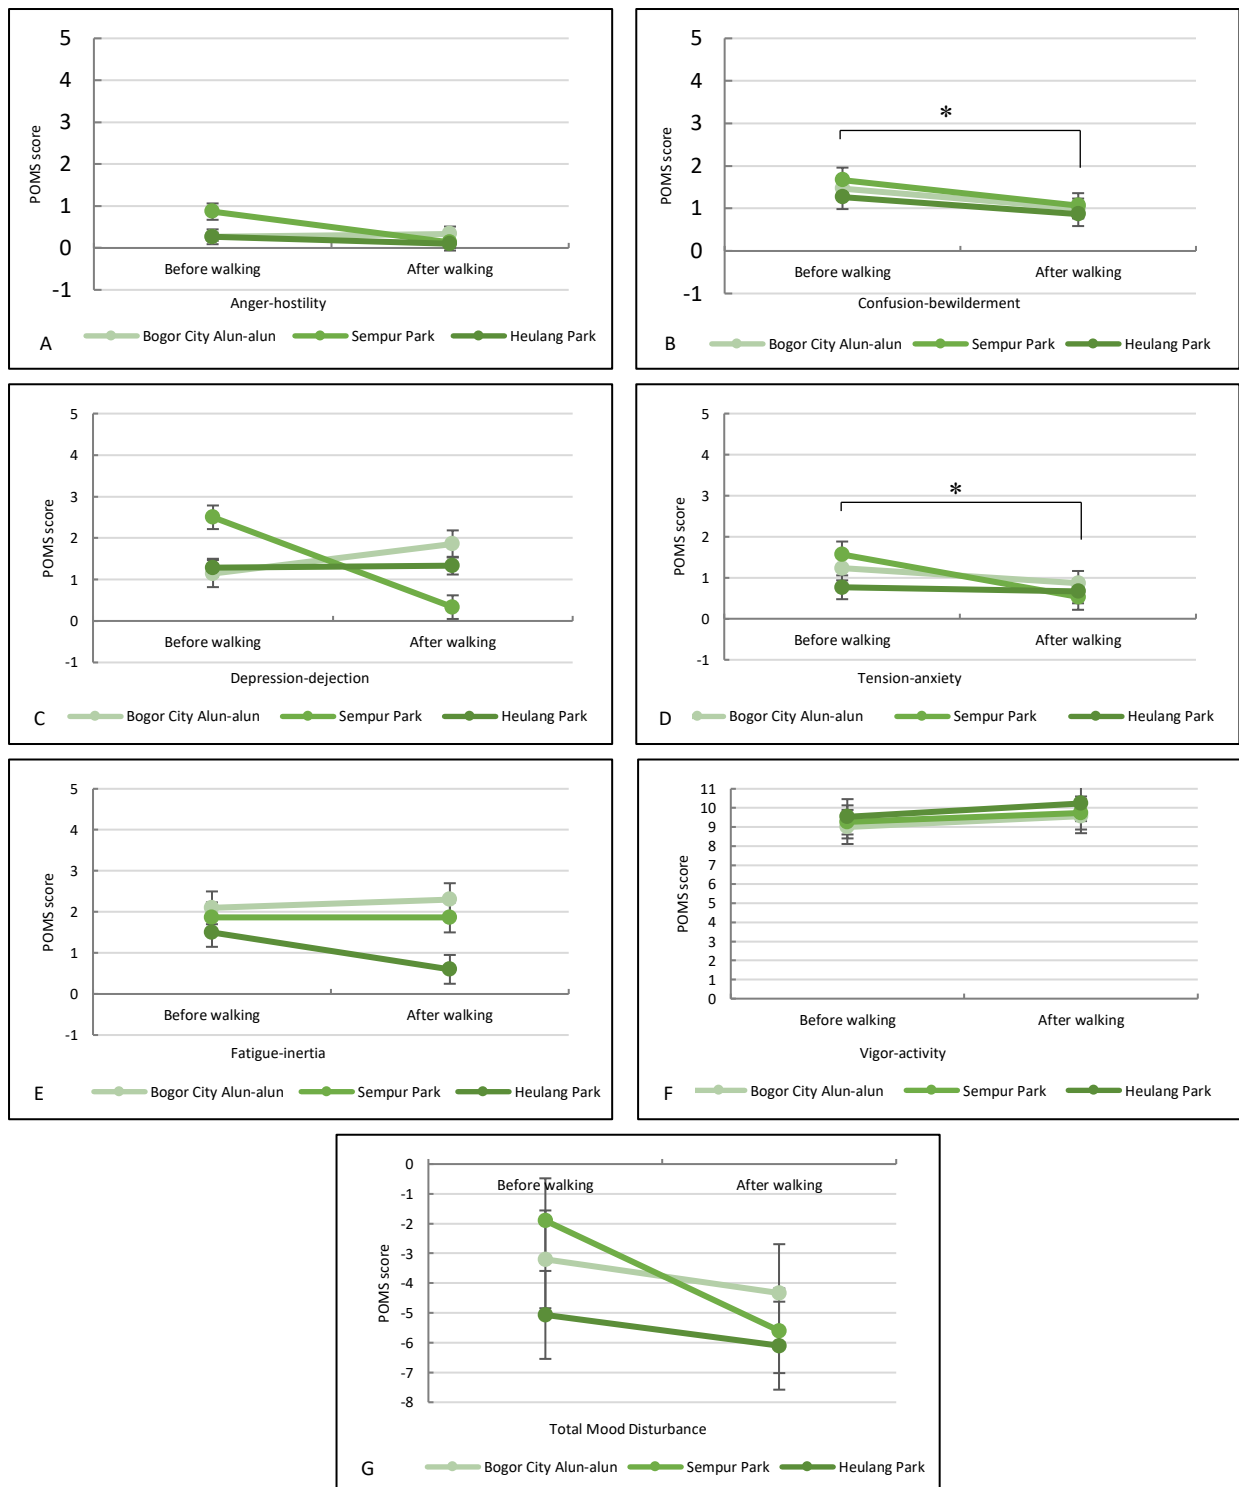 5
4
3
2
1
0
-1
POMS score
Before walking
After walking
Anger-hostility
A
Bogor City Alun-alun
Sempur Park
Heulang Park
5
4
3
2
1
0
-1
POMS score
*
Before walking
After walking
Confusion-bewilderment
B
Bogor City Alun-alun
Sempur Park
Heulang Park
5
4
3
2
1
0
-1
POMS score
Before walking
After walking
Depression-dejection
C
Bogor City Alun-alun
Sempur Park
Heulang Park
5
4
3
2
1
0
-1
POMS score
*
Before walking
After walking
Tension-anxiety
D
Bogor City Alun-alun
Sempur Park
Heulang Park
5
4
3
2
1
0
-1
POMS score
Before walking
After walking
Fatigue-inertia
E
Bogor City Alun-alun
Sempur Park
Heulang Park
11
10
9
8
7
6
5
4
3
2
1
0
POMS score
Before walking
After walking
Vigor-activity
F
Bogor City Alun-alun
Sempur Park
Heulang Park
0
-1
-2
-3
-4
-5
-6
-7
-8
POMS score
Before walking
After walking
Total Mood Disturbance
G
Bogor City Alun-alun
Sempur Park
Heulang Park